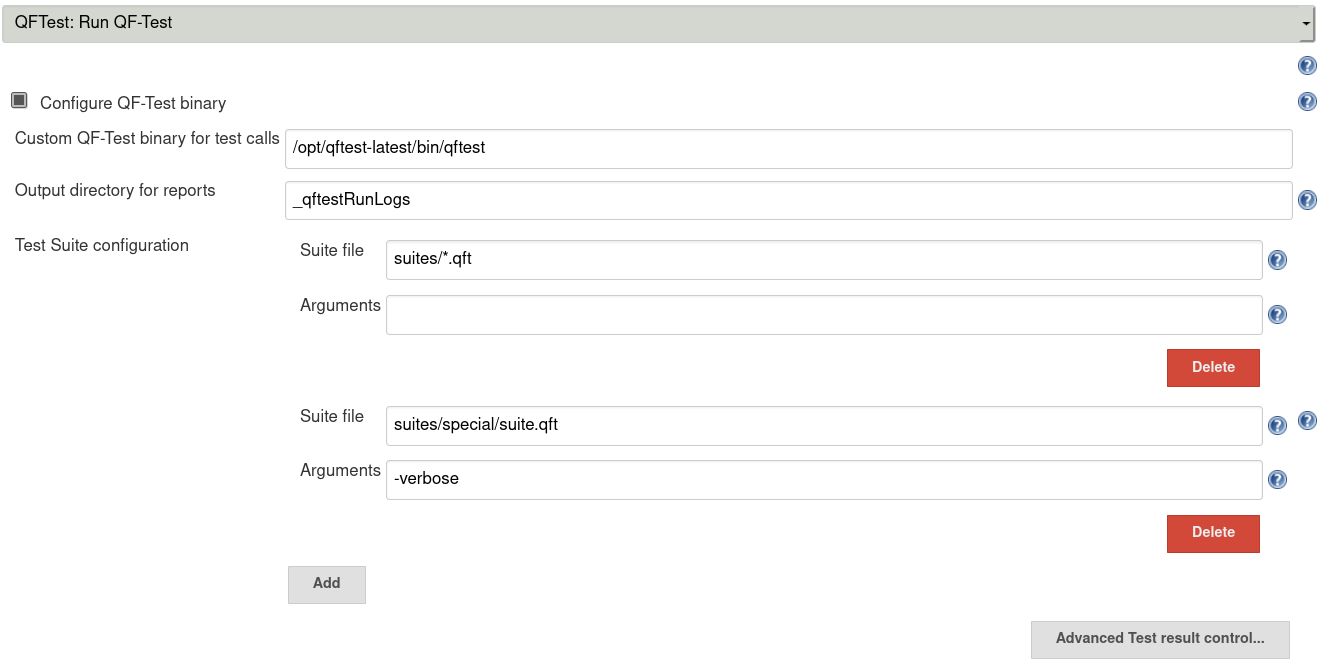 QFTest: Run QF-Test
Configure QF-Test binary
Custom QF-Test binary for test calls /opt/qftest-latest/bin/qftest
Output directory for reports _qftestRunLogs
Test Suite configuration Suite file suites/*.qft
Arguments
Delete
Suite file suites/special/suite.qft
Arguments -verbose
Delete
Add
Advanced Test result control...